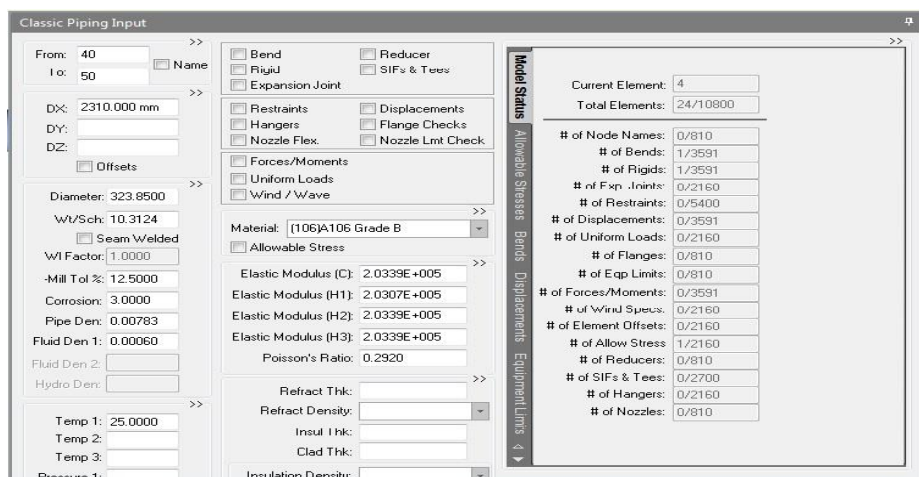 Classic Piping Input
>>
From: 40
To: 50
Name
>>
DX: 2310.000 mm
DY:
DZ:
Offsets
>>
Diameter: 323.8500
Wt/Sch: 10.3124
Seam Welded
WI Factor: 1.0000
-Mill Tol %: 12.5000
Corrosion: 3.0000
Pipe Den: 0.00783
Fluid Den 1: 0.00060
Fluid Den 2:
Hydro Den:
>>
Temp 1: 25.0000
Temp 2:
Temp 3:
Pressure 1:
Bend Reducer
Rigid SIFs & Tees
Expansion Joint
Restraints Displacements
Hangers Flange Checks
Nozzle Flex. Nozzle Lmt Check
Forces/Moments
Uniform Loads
Wind / Wave
>>
Material: (106)A106 Grade B
Allowable Stress
>>
Elastic Modulus (C): 2.0339E+005
Elastic Modulus (H1): 2.0307E+005
Elastic Modulus (H2): 2.0339E+005
Elastic Modulus (H3): 2.0339E+005
Poisson's Ratio: 0.2920
>>
Refract Thk:
Refract Density:
Insul Thk:
Clad Thk:
Insulation Density:
>>
Model Status
Allowable Stresses
Bends
Displacements
Equipment Limits
Current Element: 4
Total Elements: 24/10800
# of Node Names: 0/810
# of Bends: 1/3591
# of Rigids: 1/3591
# of Exp. Joints: 0/2160
# of Restraints: 0/5400
# of Displacements: 0/3591
# of Uniform Loads: 0/2160
# of Flanges: 0/810
# of Eqp Limits: 0/810
# of Forces/Moments: 0/3591
# of Wind Specs: 0/2160
# of Element Offsets: 0/2160
# of Allow Stress 1/2160
# of Reducers: 0/810
# of SIFs & Tees: 0/2700
# of Hangers: 0/2160
# of Nozzles: 0/810